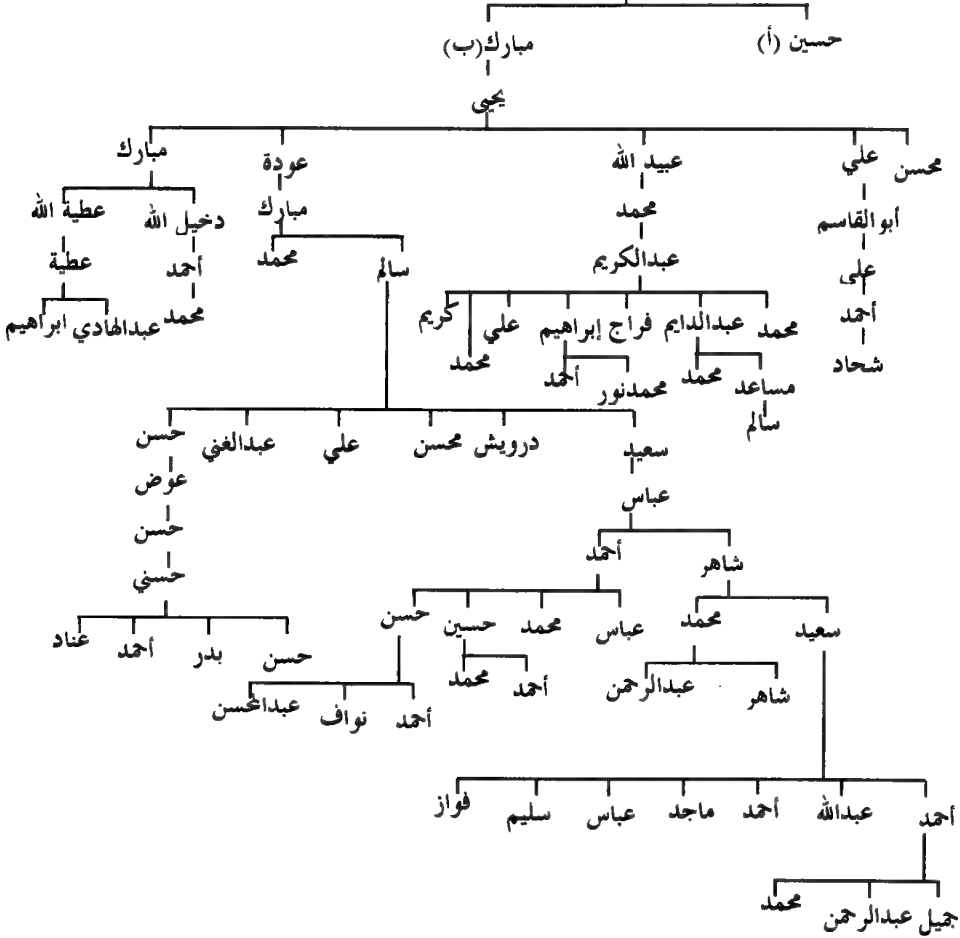 حسين (أ) مبارك (ب)
يحيى
محسن علي عبيد الله عودة مبارك
أبو القاسم محمد مبارك دخيل الله عطية الله
على عبدالكريم سالم محمد أحمد عطية
أحمد محمد عبدالدايم فراج إبراهيم علي محمد كريم محمد عبدالهادي ابراهيم
شحاد مساعد محمد محمدنور أحمد
سالم
سعيد درويش محسن علي عبدالغني حسن
عباس عوض
شاهر أحمد حسن
حسني
سعيد محمد عباس محمد حسين حسن حسن بدر أحمد عناد
شاهر عبدالرحمن أحمد محمد أحمد نواف عبدالمحسن
أحمد عبدالله أحمد ماجد عباس سليم فواز
جميل عبدالرحمن محمد